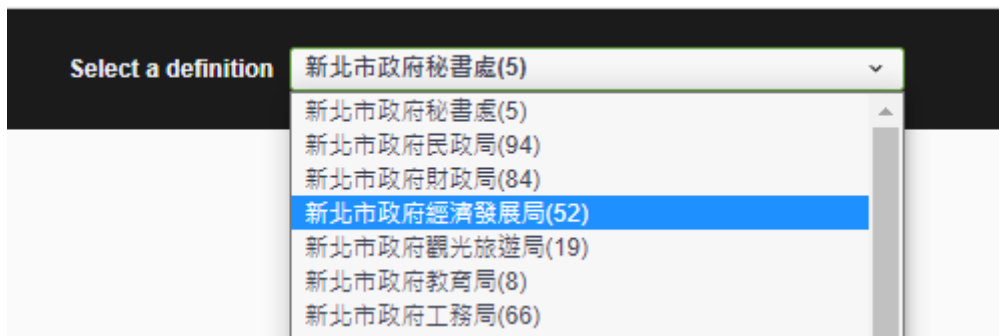 Select a definition 新北市政府秘書處(5)
新北市政府秘書處(5)
新北市政府民政局(94)
新北市政府財政局(84)
新北市政府經濟發展局(52)
新北市政府觀光旅遊局(19)
新北市政府教育局(8)
新北市政府工務局(66)